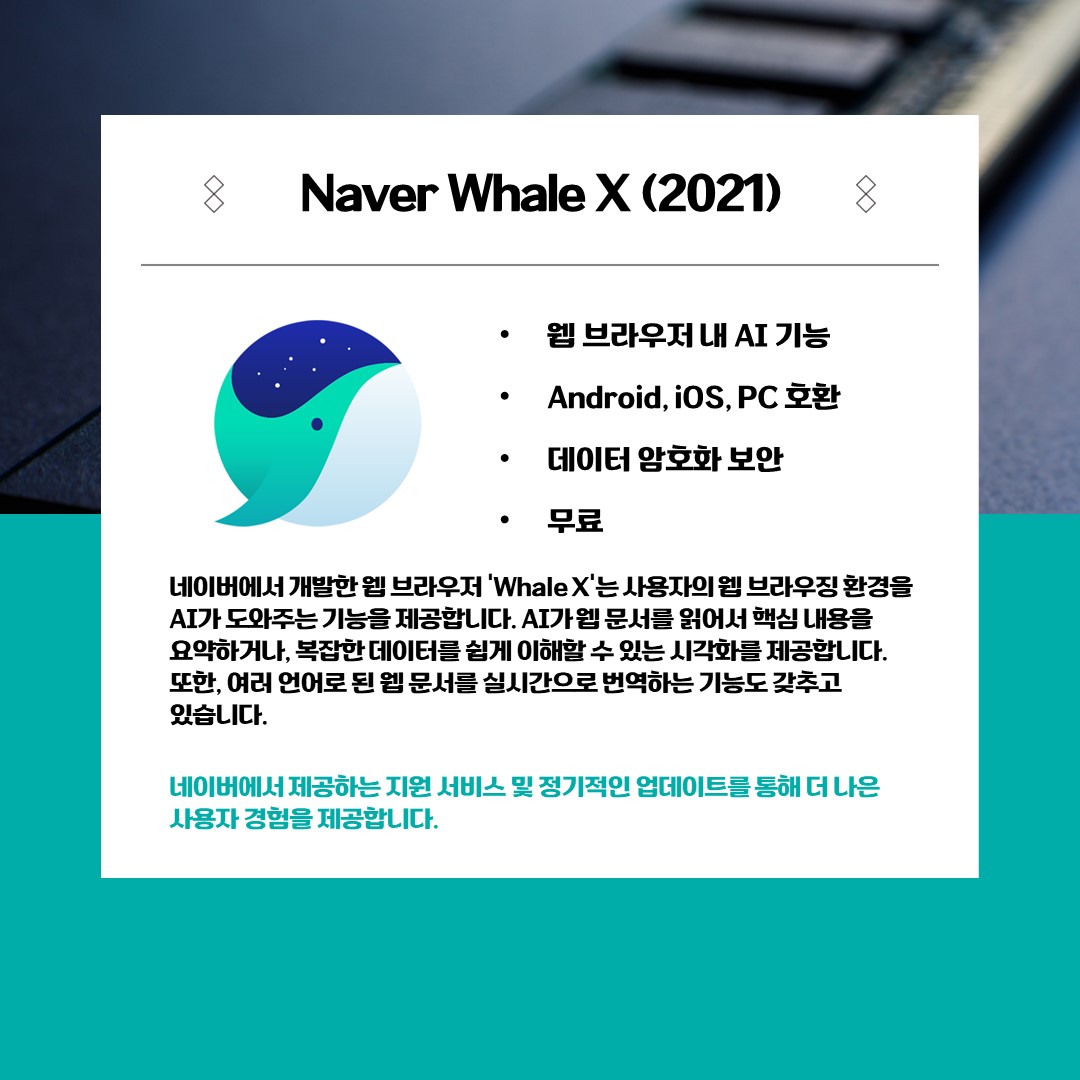 Naver Whale X (2021)
• 웹 브라우저 내 AI 기능
• Android, iOS, PC 호환
• 데이터 암호화 보안
• 무료
네이버에서 개발한 웹 브라우저 'Whale X'는 사용자의 웹 브라우징 환경을
AI가 도와주는 기능을 제공합니다. AI가 웹 문서를 읽어서 핵심 내용을
요약하거나, 복잡한 데이터를 쉽게 이해할 수 있는 시각화를 제공합니다.
또한, 여러 언어로 된 웹 문서를 실시간으로 번역하는 기능도 갖추고
있습니다.
네이버에서 제공하는 지원 서비스 및 정기적인 업데이트를 통해 더 나은
사용자 경험을 제공합니다.